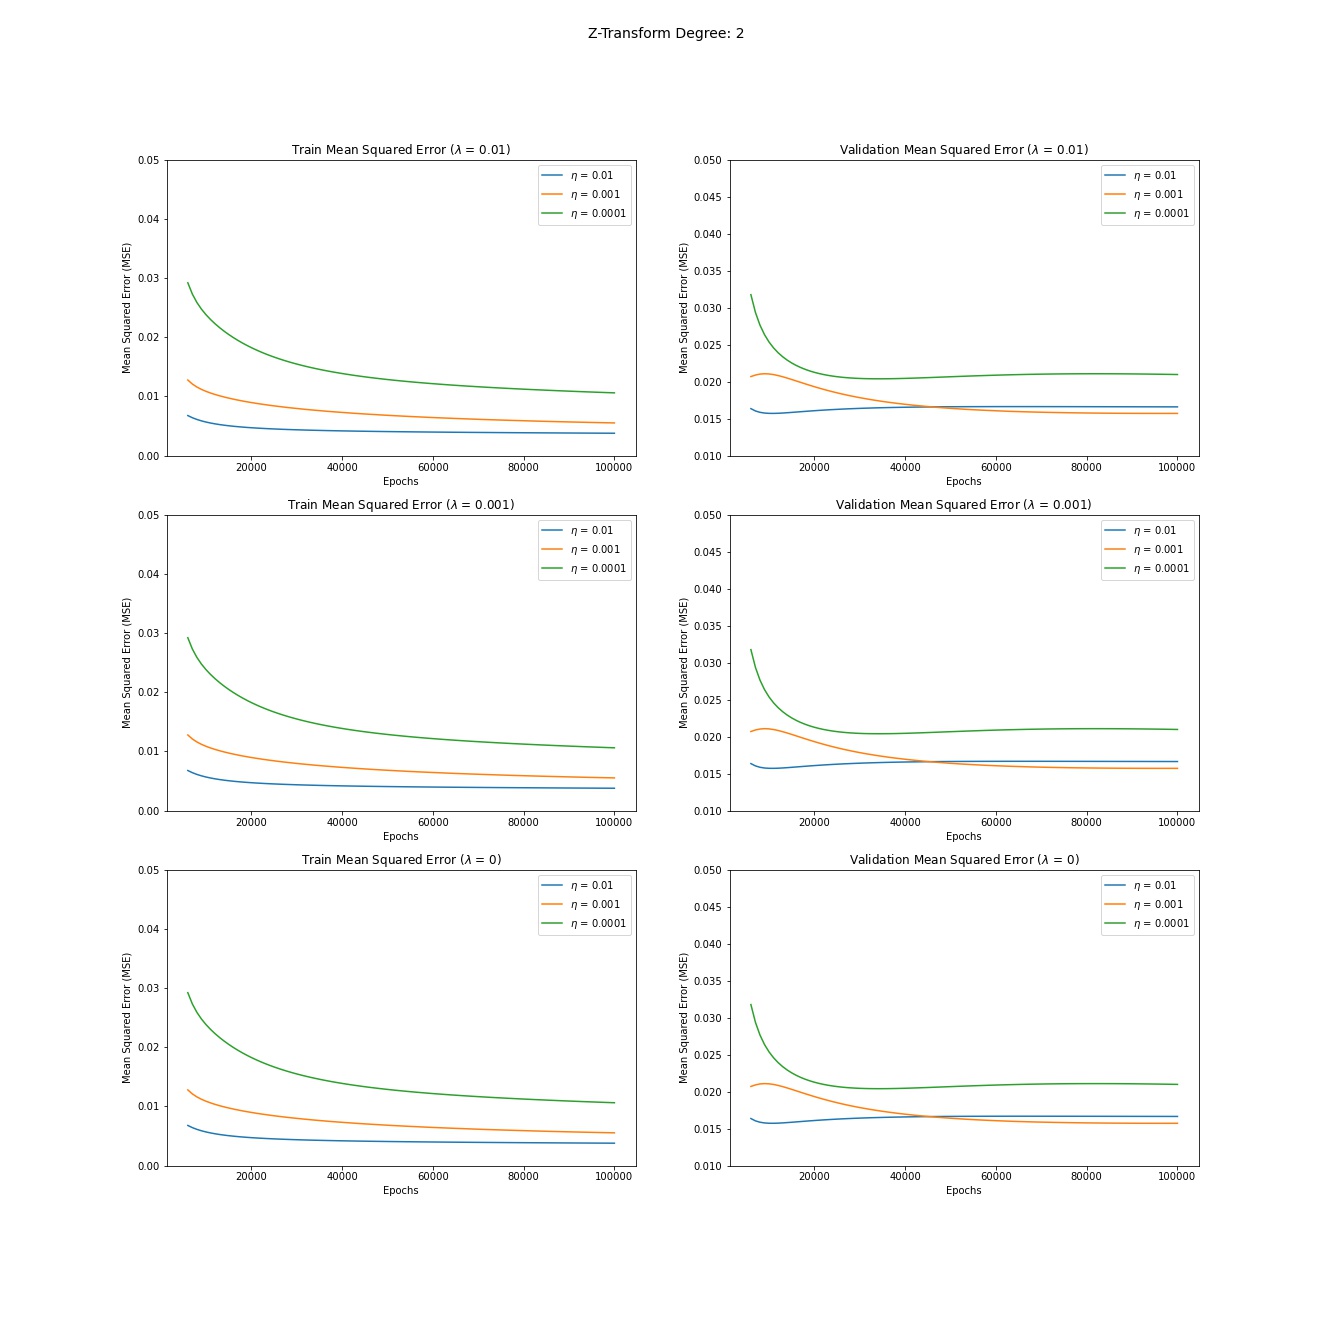 Z-Transform Degree: 2
Train Mean Squared Error (λ = 0.01)
Mean Squared Error (MSE)
0.05
0.04
0.03
0.02
0.01
0.00
η = 0.01
η = 0.001
η = 0.0001
20000 40000 60000 80000 100000
Epochs
Validation Mean Squared Error (λ = 0.01)
Mean Squared Error (MSE)
0.050
0.045
0.040
0.035
0.030
0.025
0.020
0.015
0.010
η = 0.01
η = 0.001
η = 0.0001
20000 40000 60000 80000 100000
Epochs
Train Mean Squared Error (λ = 0.001)
Mean Squared Error (MSE)
0.05
0.04
0.03
0.02
0.01
0.00
η = 0.01
η = 0.001
η = 0.0001
20000 40000 60000 80000 100000
Epochs
Validation Mean Squared Error (λ = 0.001)
Mean Squared Error (MSE)
0.050
0.045
0.040
0.035
0.030
0.025
0.020
0.015
0.010
η = 0.01
η = 0.001
η = 0.0001
20000 40000 60000 80000 100000
Epochs
Train Mean Squared Error (λ = 0)
Mean Squared Error (MSE)
0.05
0.04
0.03
0.02
0.01
0.00
η = 0.01
η = 0.001
η = 0.0001
20000 40000 60000 80000 100000
Epochs
Validation Mean Squared Error (λ = 0)
Mean Squared Error (MSE)
0.050
0.045
0.040
0.035
0.030
0.025
0.020
0.015
0.010
η = 0.01
η = 0.001
η = 0.0001
20000 40000 60000 80000 100000
Epochs